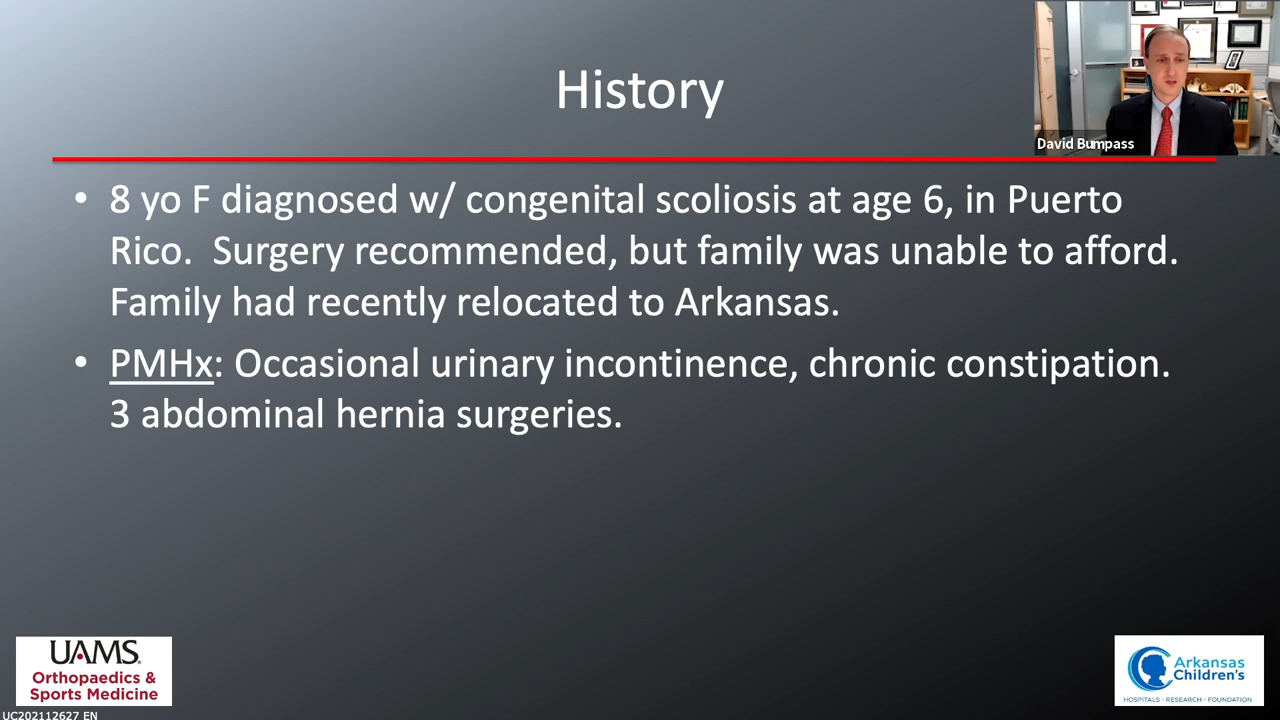 History
David Bumpass
• 8 yo F diagnosed w/ congenital scoliosis at age 6, in Puerto
Rico.  Surgery recommended, but family was unable to afford.
Family had recently relocated to Arkansas.
• PMHx: Occasional urinary incontinence, chronic constipation.
3 abdominal hernia surgeries.
UAMS.
Orthopaedics &
Sports Medicine
UC202112627 EN
Arkansas
Children's
HOSPITALS • RESEARCH • FOUNDATION